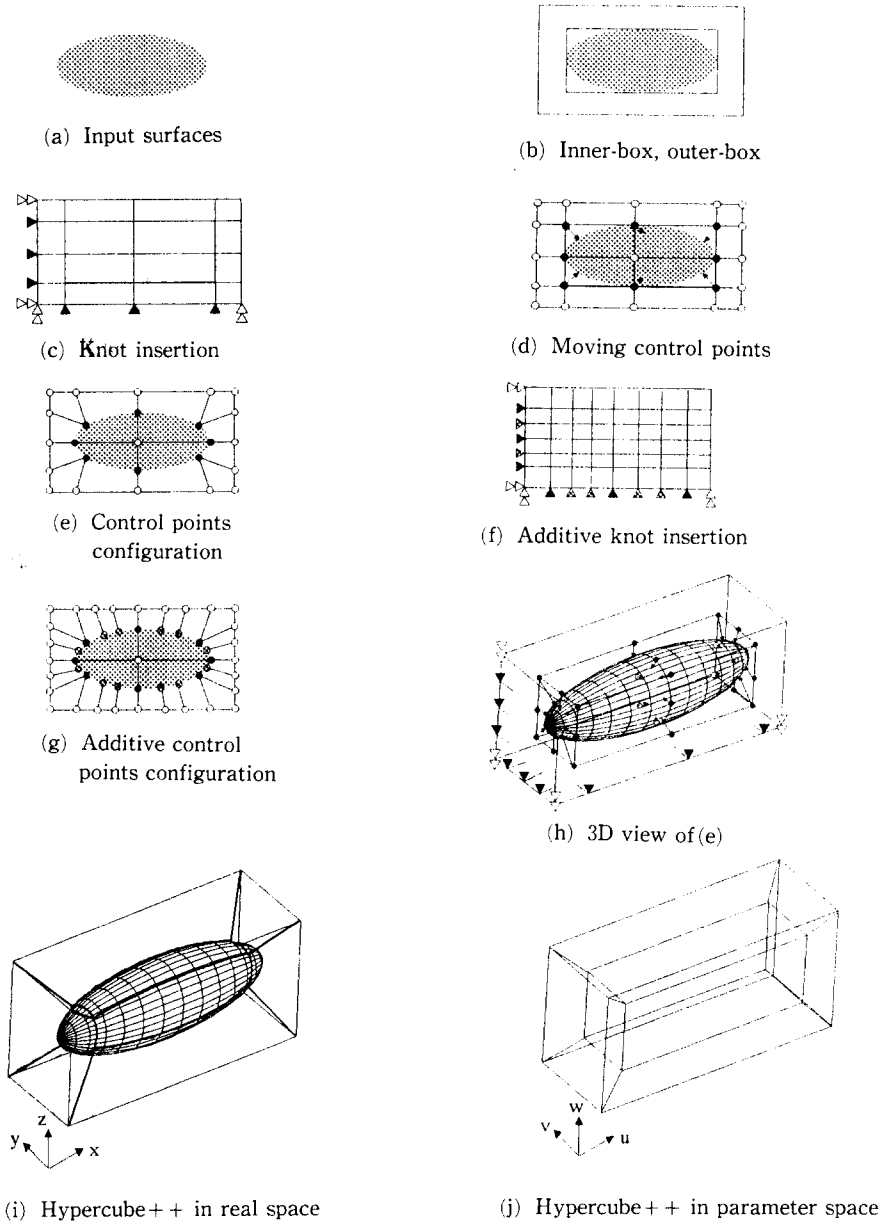 (a) Input surfaces
(b) Inner-box, outer-box
(c) Knot insertion
(d) Moving control points
(e) Control points
configuration
(f) Additive knot insertion
(g) Additive control
points configuration
(h) 3D view of (e)
z
y
x
w
v
u
(i) Hypercube++ in real space
(j) Hypercube++ in parameter space